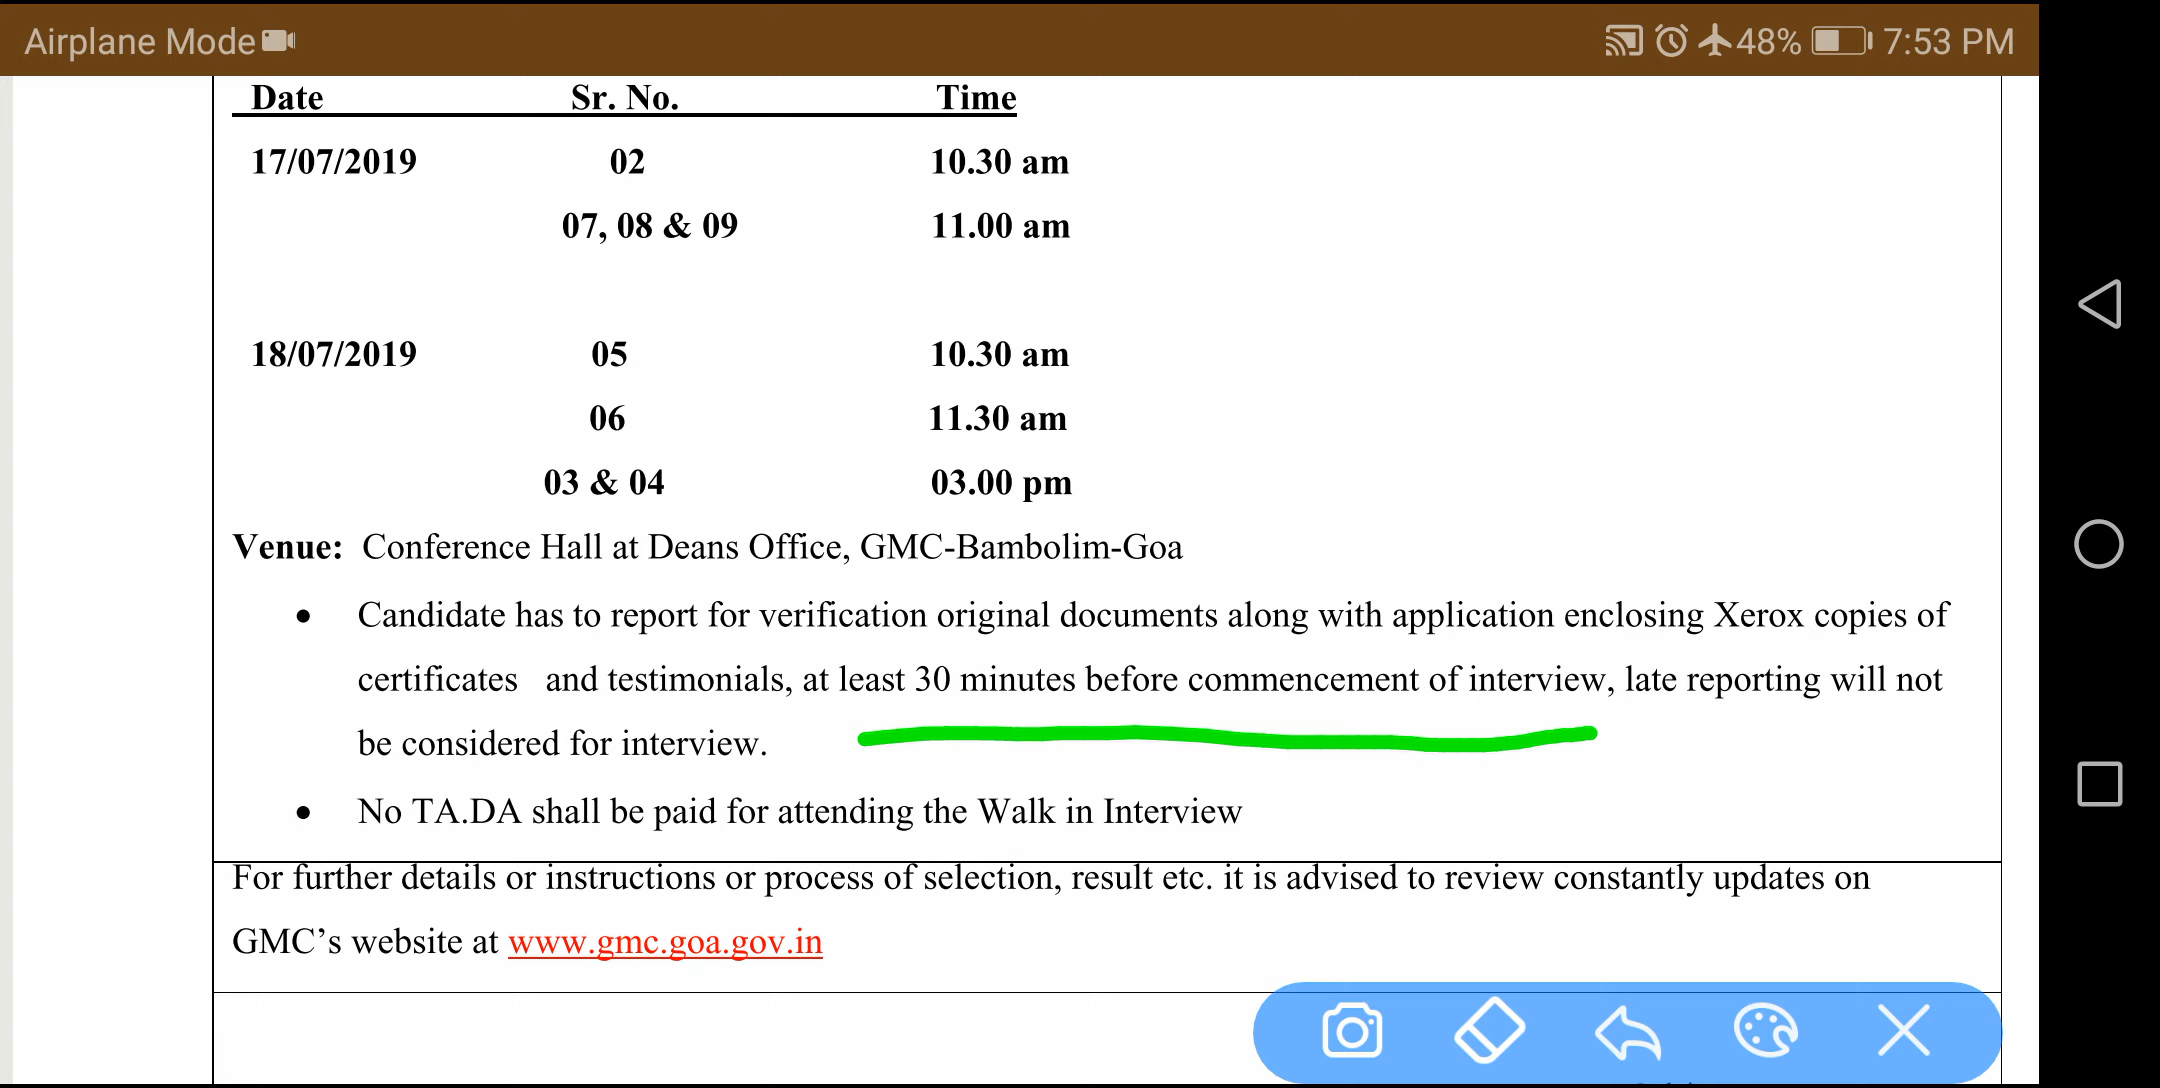 Airplane Mode 48% 7:53 PM
Date Sr. No. Time
17/07/2019 02 10.30 am
07, 08 & 09 11.00 am
18/07/2019 05 10.30 am
06 11.30 am
03 & 04 03.00 pm
Venue: Conference Hall at Deans Office, GMC-Bambolim-Goa
• Candidate has to report for verification original documents along with application enclosing Xerox copies of
certificates and testimonials, at least 30 minutes before commencement of interview, late reporting will not
be considered for interview.
• No TA.DA shall be paid for attending the Walk in Interview
For further details or instructions or process of selection, result etc. it is advised to review constantly updates on
GMC’s website at www.gmc.goa.gov.in